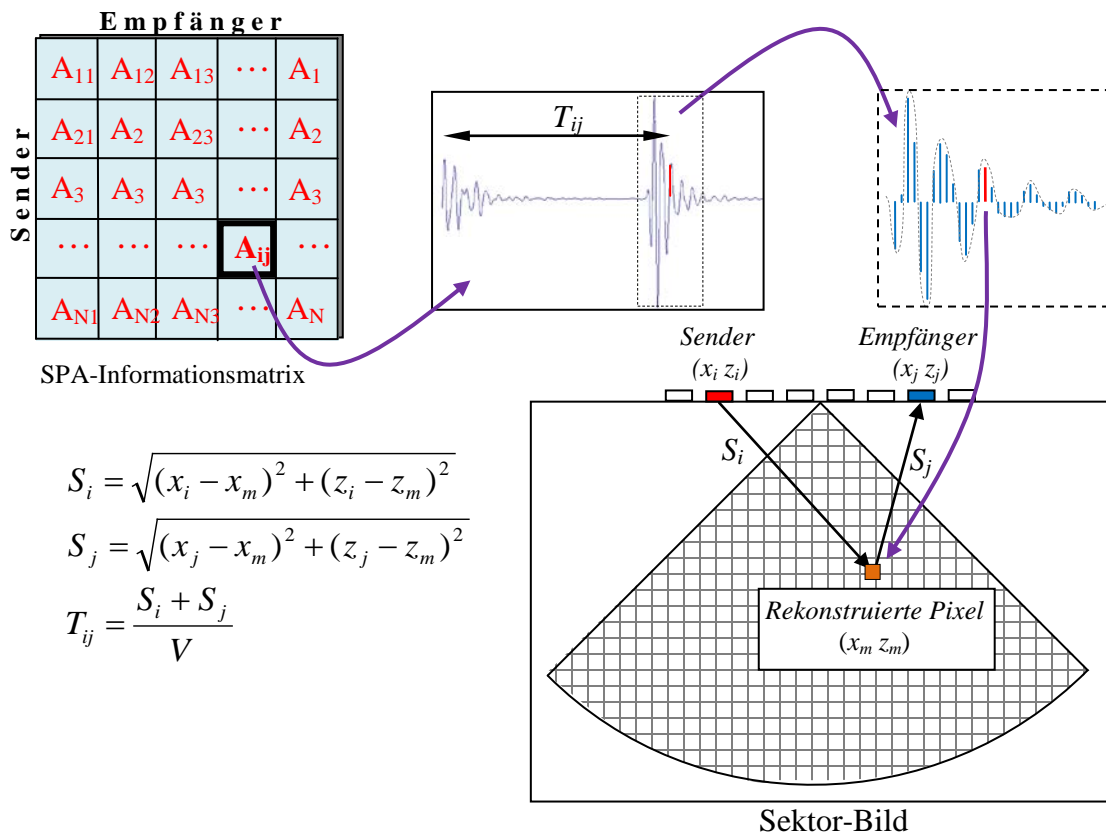 Empfänger
Sender
A11 A12 A13 ... A1
A21 A2 A23 ... A2
A3 A3 A3 ... A3
... ... ... Aij ...
AN1 AN2 AN3 ... AN
SPA-Informationsmatrix
Tij
Sender
(xi zi)
Empfänger
(xj zj)
Si
Sj
Rekonstruierte Pixel
(xm zm)
Sektor-Bild
Si = √(xi − xm)² + (zi − zm)²
Sj = √(xj − xm)² + (zj − zm)²
Tij = (Si + Sj) / V